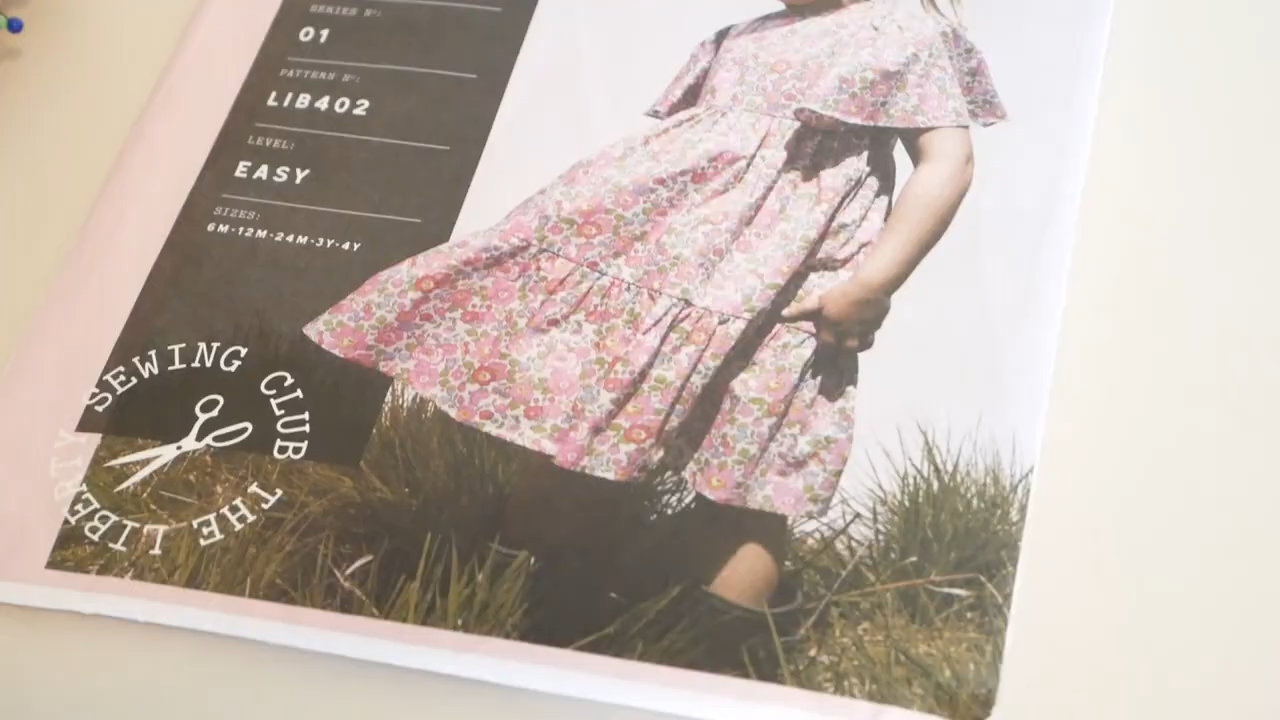 SERIES Nº:
01
PATTERN Nº:
LIB402
LEVEL:
EASY
SIZES:
6M-12M-24M-3Y-4Y
THE LIBERTY SEWING CLUB